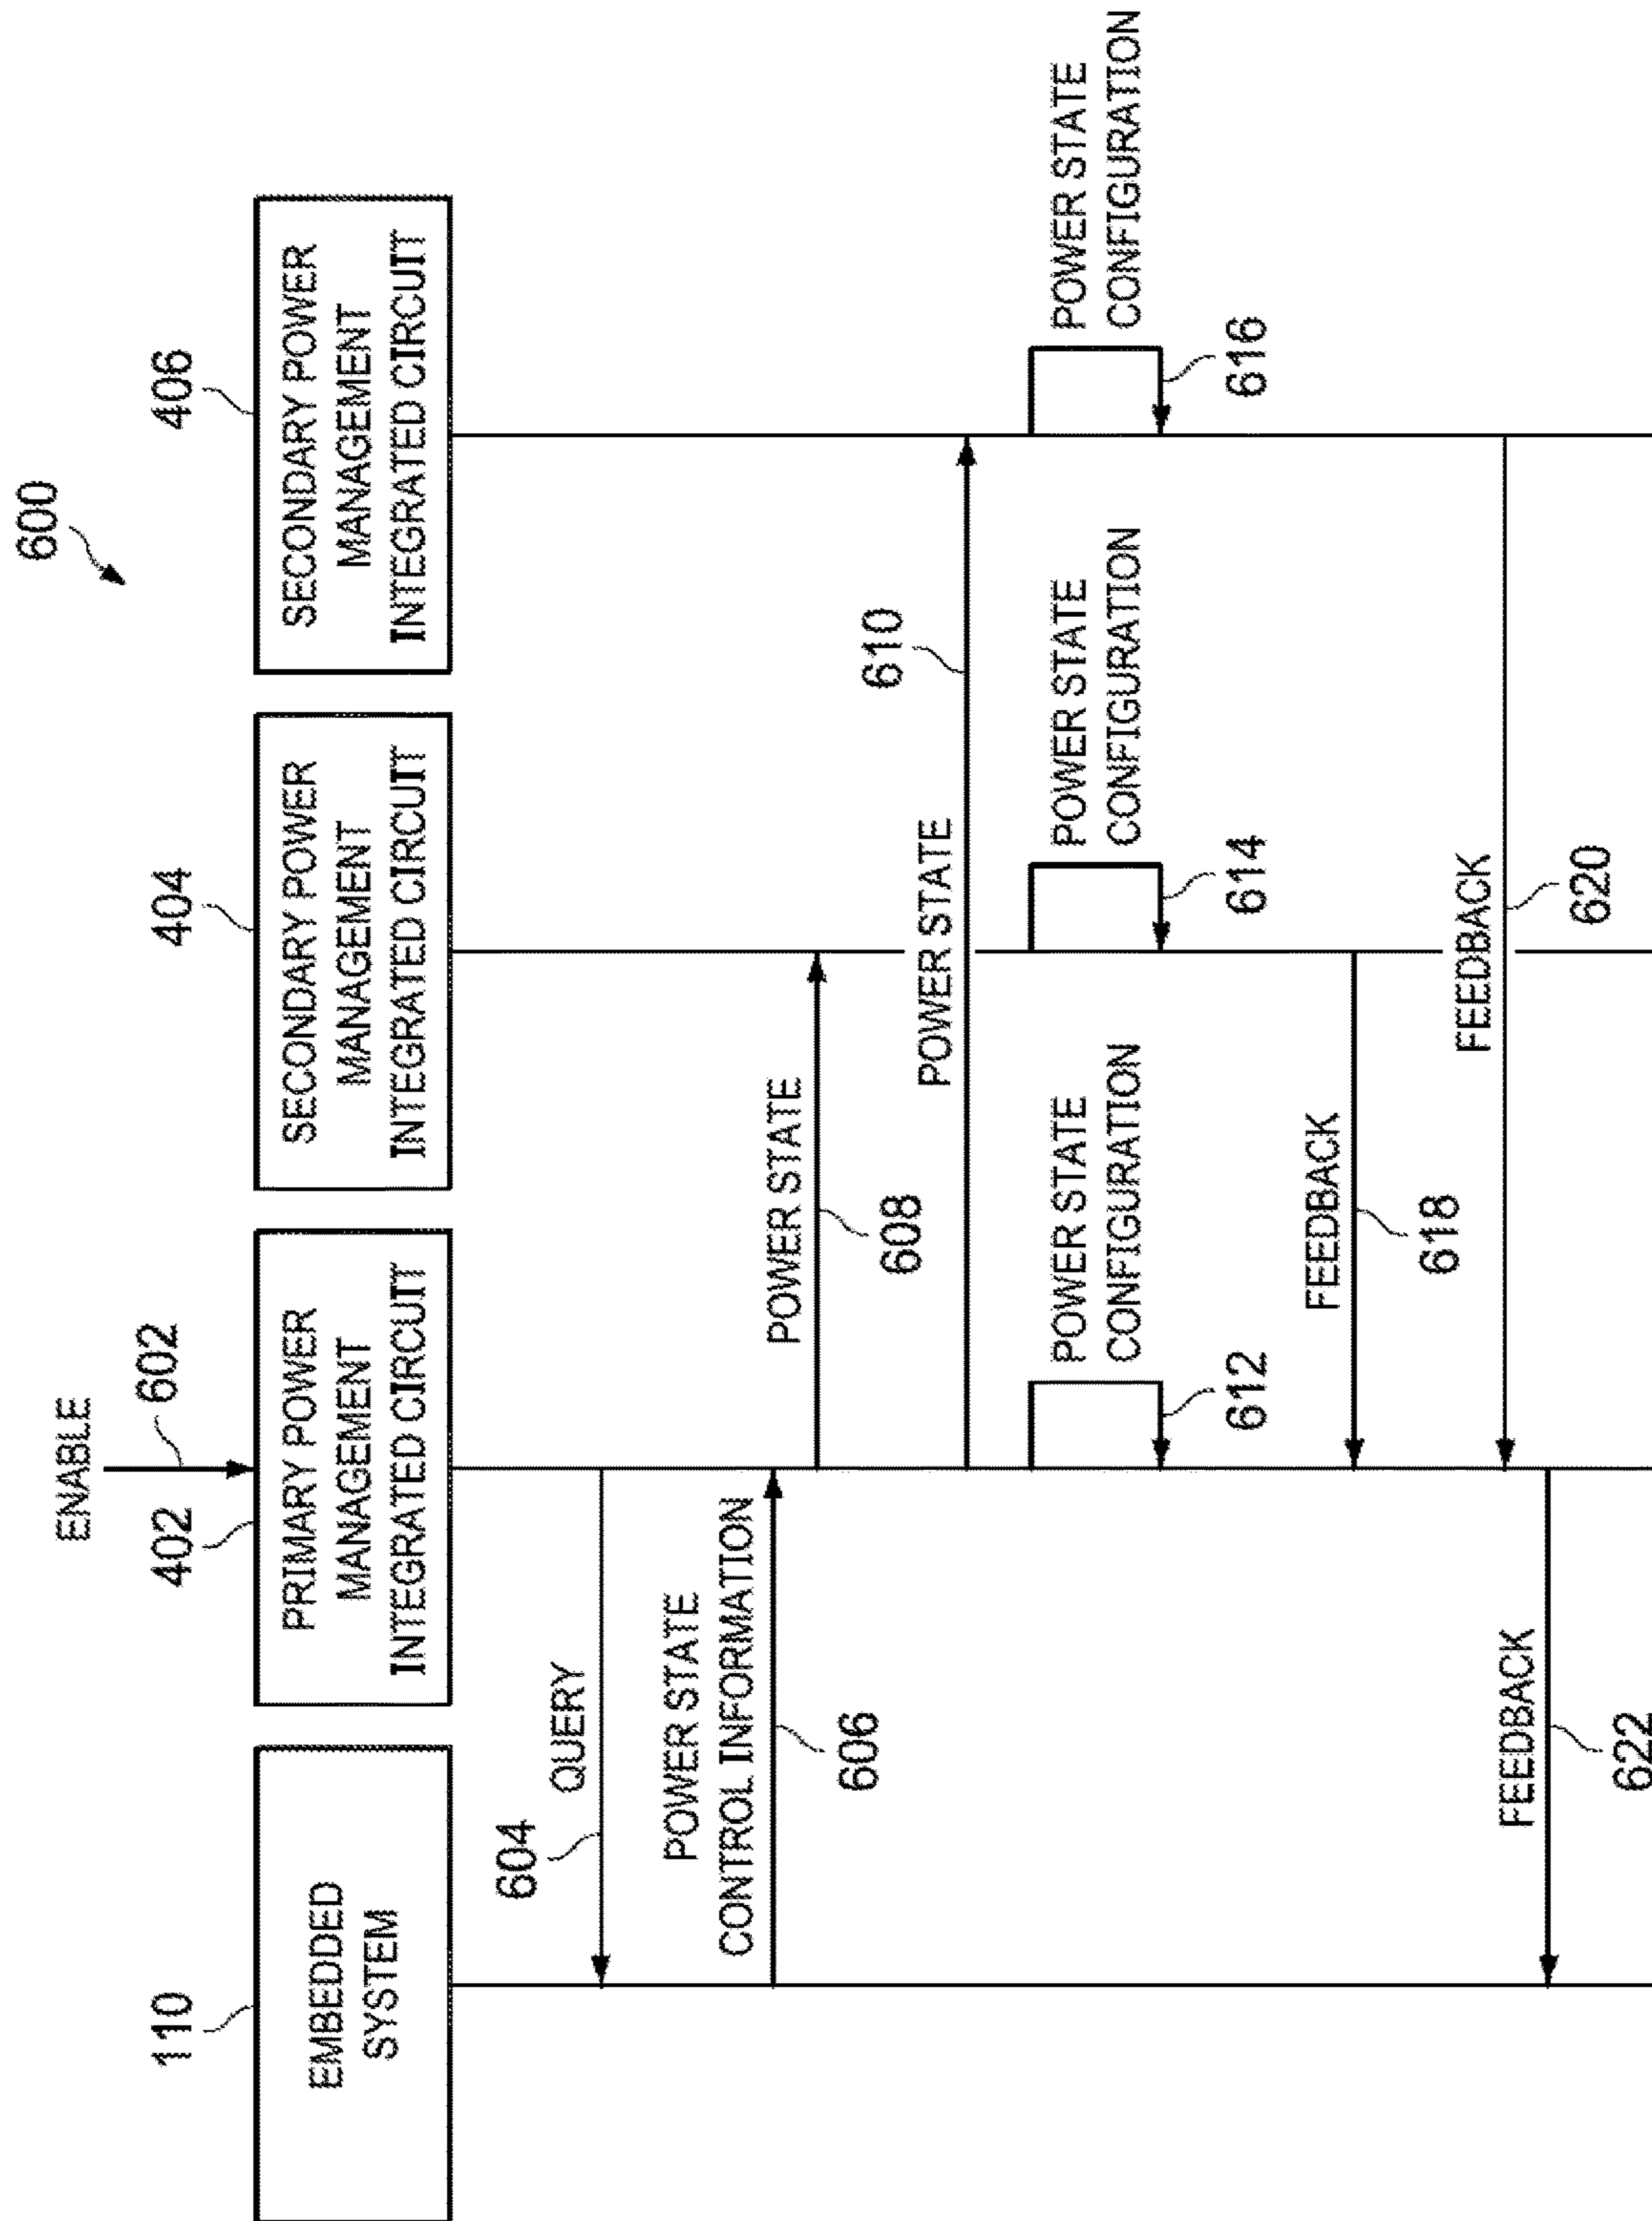 600
ENABLE
602
110
402
404
406
EMBEDDED
SYSTEM
PRIMARY POWER
MANAGEMENT
INTEGRATED CIRCUIT
SECONDARY POWER
MANAGEMENT
INTEGRATED CIRCUIT
SECONDARY POWER
MANAGEMENT
INTEGRATED CIRCUIT
604
QUERY
POWER STATE
CONTROL INFORMATION
606
POWER STATE
608
610
POWER STATE
POWER STATE
CONFIGURATION
612
POWER STATE
CONFIGURATION
614
POWER STATE
CONFIGURATION
616
FEEDBACK
618
FEEDBACK
620
FEEDBACK
622